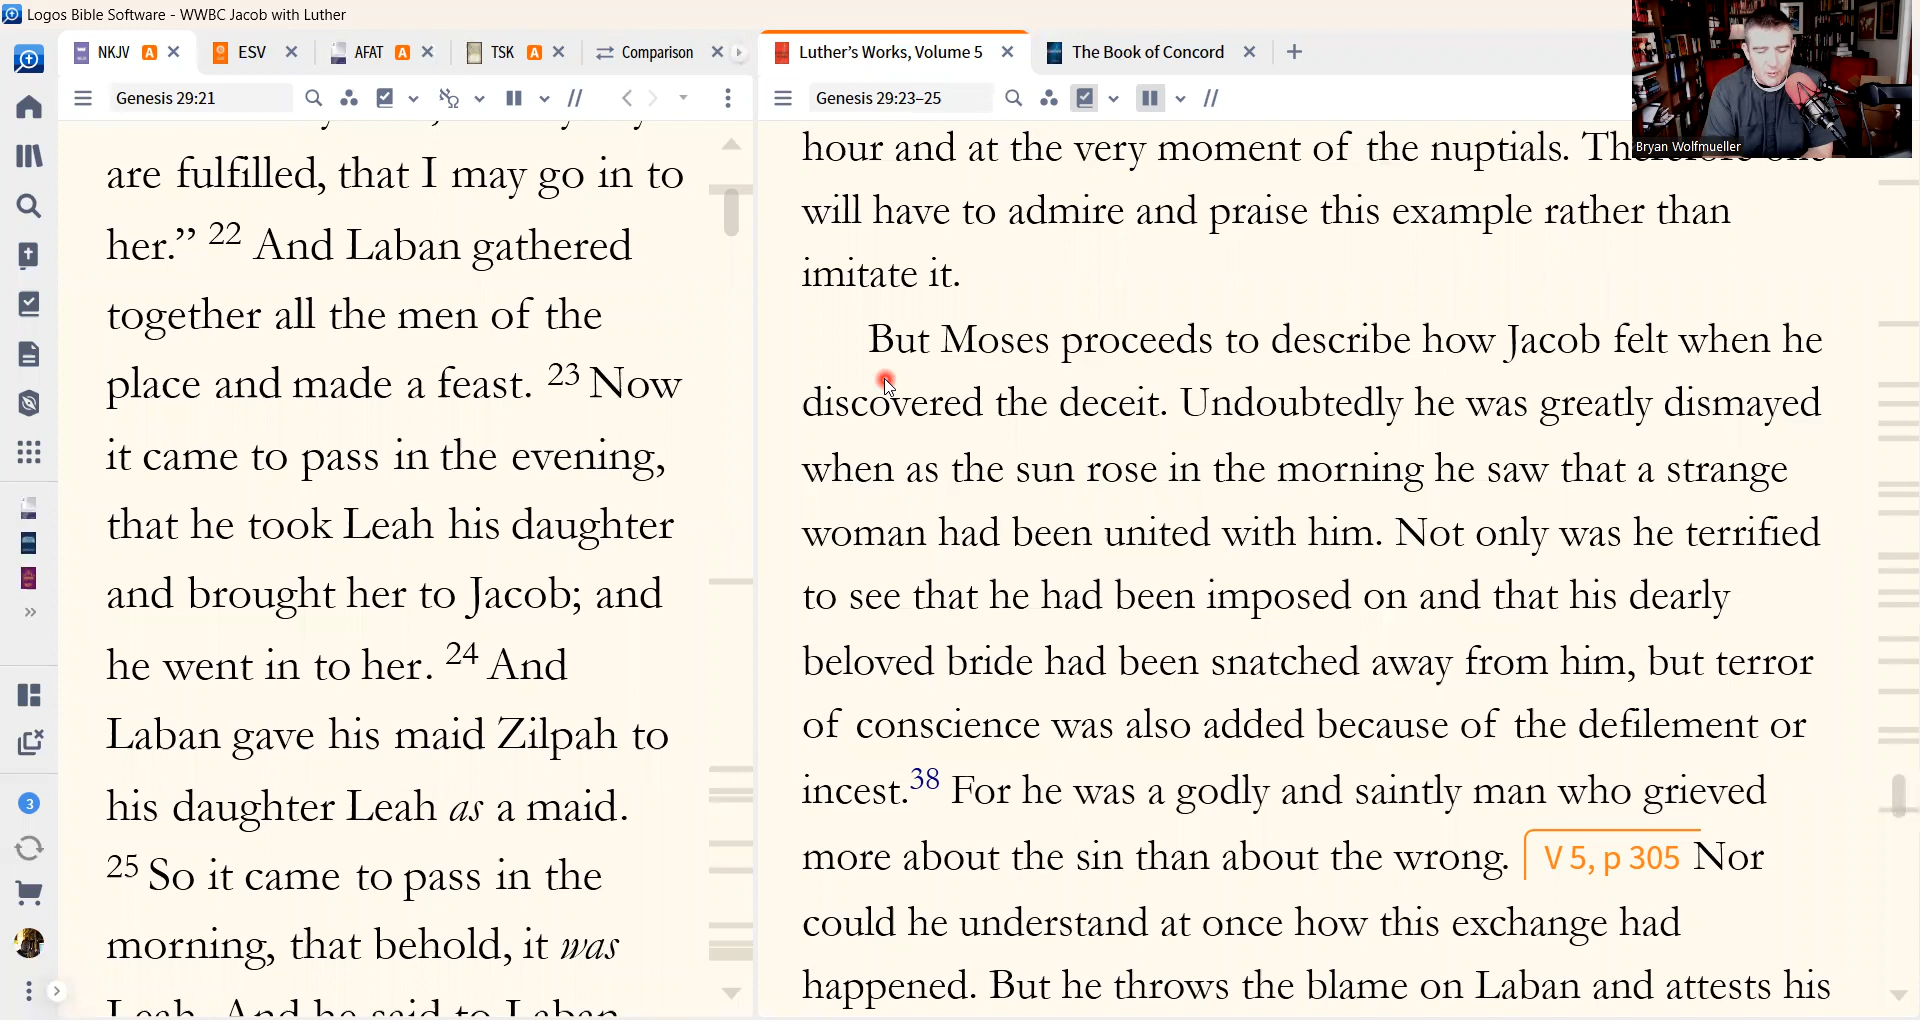 Logos Bible Software - WWBC Jacob with Luther
NKJV A
ESV
AFAT A
TSK A
Comparison
Luther's Works, Volume 5
The Book of Concord
Genesis 29:21
Genesis 29:23–25
Bryan Wolfmueller
are fulfilled, that I may go in to
her.” 22 And Laban gathered
together all the men of the
place and made a feast. 23 Now
it came to pass in the evening,
that he took Leah his daughter
and brought her to Jacob; and
he went in to her. 24 And
Laban gave his maid Zilpah to
his daughter Leah as a maid.
25 So it came to pass in the
morning, that behold, it was
Leah. And he said to Laban
hour and at the very moment of the nuptials.
will have to admire and praise this example rather than
imitate it.
But Moses proceeds to describe how Jacob felt when he
discovered the deceit. Undoubtedly he was greatly dismayed
when as the sun rose in the morning he saw that a strange
woman had been united with him. Not only was he terrified
to see that he had been imposed on and that his dearly
beloved bride had been snatched away from him, but terror
of conscience was also added because of the defilement or
incest.38 For he was a godly and saintly man who grieved
more about the sin than about the wrong. V 5, p 305 Nor
could he understand at once how this exchange had
happened. But he throws the blame on Laban and attests his
3